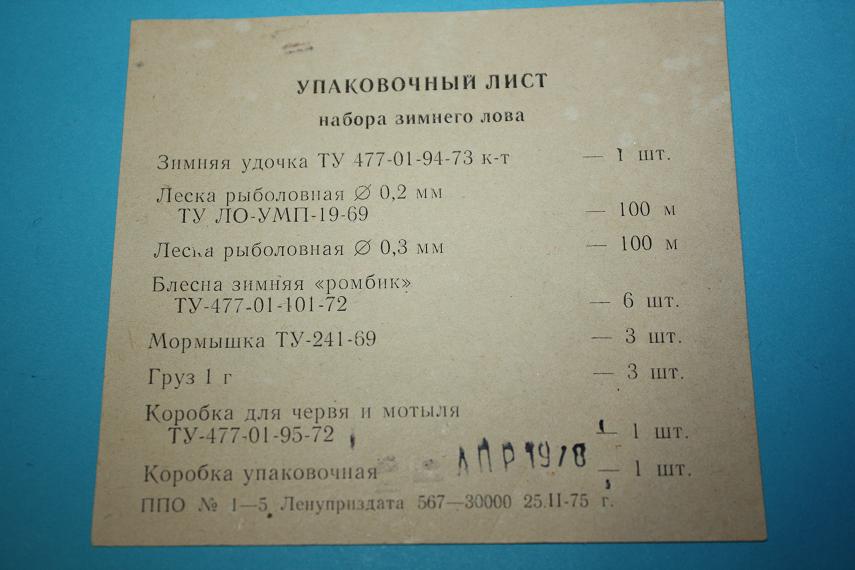 УПАКОВОЧНЫЙ ЛИСТ
набора зимнего лова
Зимняя удочка ТУ 477-01-94-73 к-т — 1 шт.
Леска рыболовная ∅ 0,2 мм
ТУ ЛО-УМП-19-69 — 100 м
Леска рыболовная ∅ 0,3 мм — 100 м
Блесна зимняя «ромбик»
ТУ-477-01-101-72 — 6 шт.
Мормышка ТУ-241-69 — 3 шт.
Груз 1 г — 3 шт.
Коробка для червя и мотыля
ТУ-477-01-95-72 — 1 шт.
Коробка упаковочная АПР 1978 — 1 шт.
ППО № 1—5 Ленуприздата 567—30000 25.II-75 г.